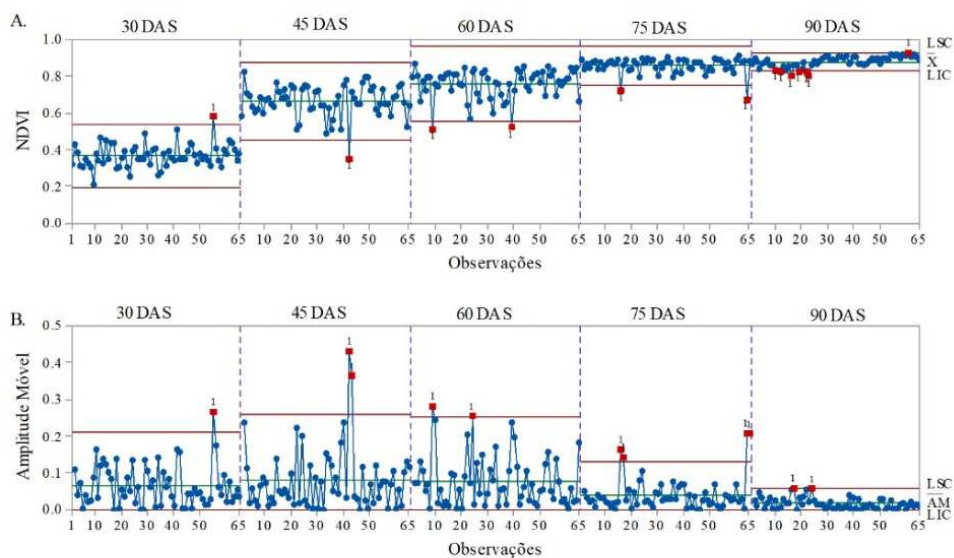 A.
30 DAS 45 DAS 60 DAS 75 DAS 90 DAS
1.0
0.8
0.6
0.4
0.2
0.0
NDVI
1 1 1 1 1 1 1 1 1 1 1 1
LSC
X
LIC
1 10 20 30 40 50 65 10 20 30 40 50 65 10 20 30 40 50 65 10 20 30 40 50 65 10 20 30 40 50 65
Observações
B.
30 DAS 45 DAS 60 DAS 75 DAS 90 DAS
0.5
0.4
0.3
0.2
0.1
0.0
Amplitude Móvel
1 1 1 1 1 11 1 1
LSC
AM
LIC
1 10 20 30 40 50 65 10 20 30 40 50 65 10 20 30 40 50 65 10 20 30 40 50 65 10 20 30 40 50 65
Observações